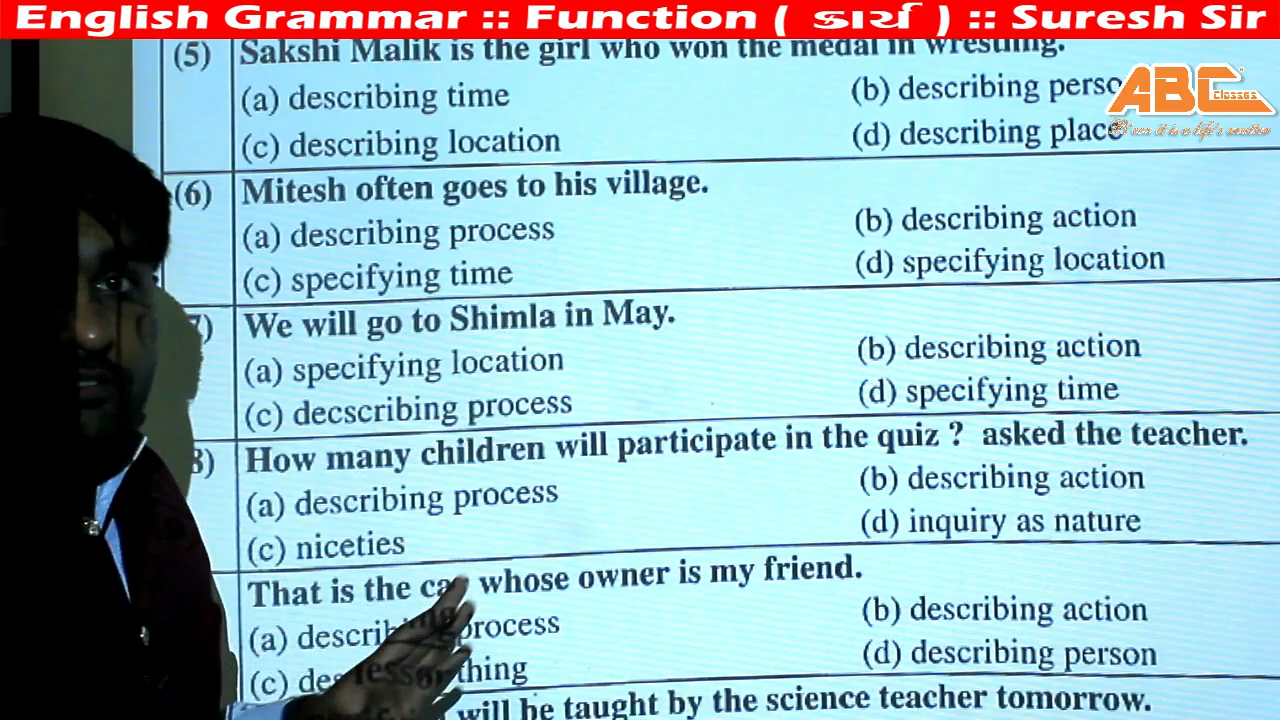 English Grammar :: Function ( કાર્ય ) :: Suresh Sir
(5) Sakshi Malik is the girl who won the medal in wrestling.
(a) describing time (b) describing perso
(c) describing location (d) describing place
ABC
Classes
(6) Mitesh often goes to his village.
(a) describing process (b) describing action
(c) specifying time (d) specifying location
7) We will go to Shimla in May.
(a) specifying location (b) describing action
(c) decscribing process (d) specifying time
8) How many children will participate in the quiz ? asked the teacher.
(a) describing process (b) describing action
(c) niceties (d) inquiry as nature
That is the ca whose owner is my friend.
(a) describing process (b) describing action
(c) des thing (d) describing person
will be taught by the science teacher tomorrow.